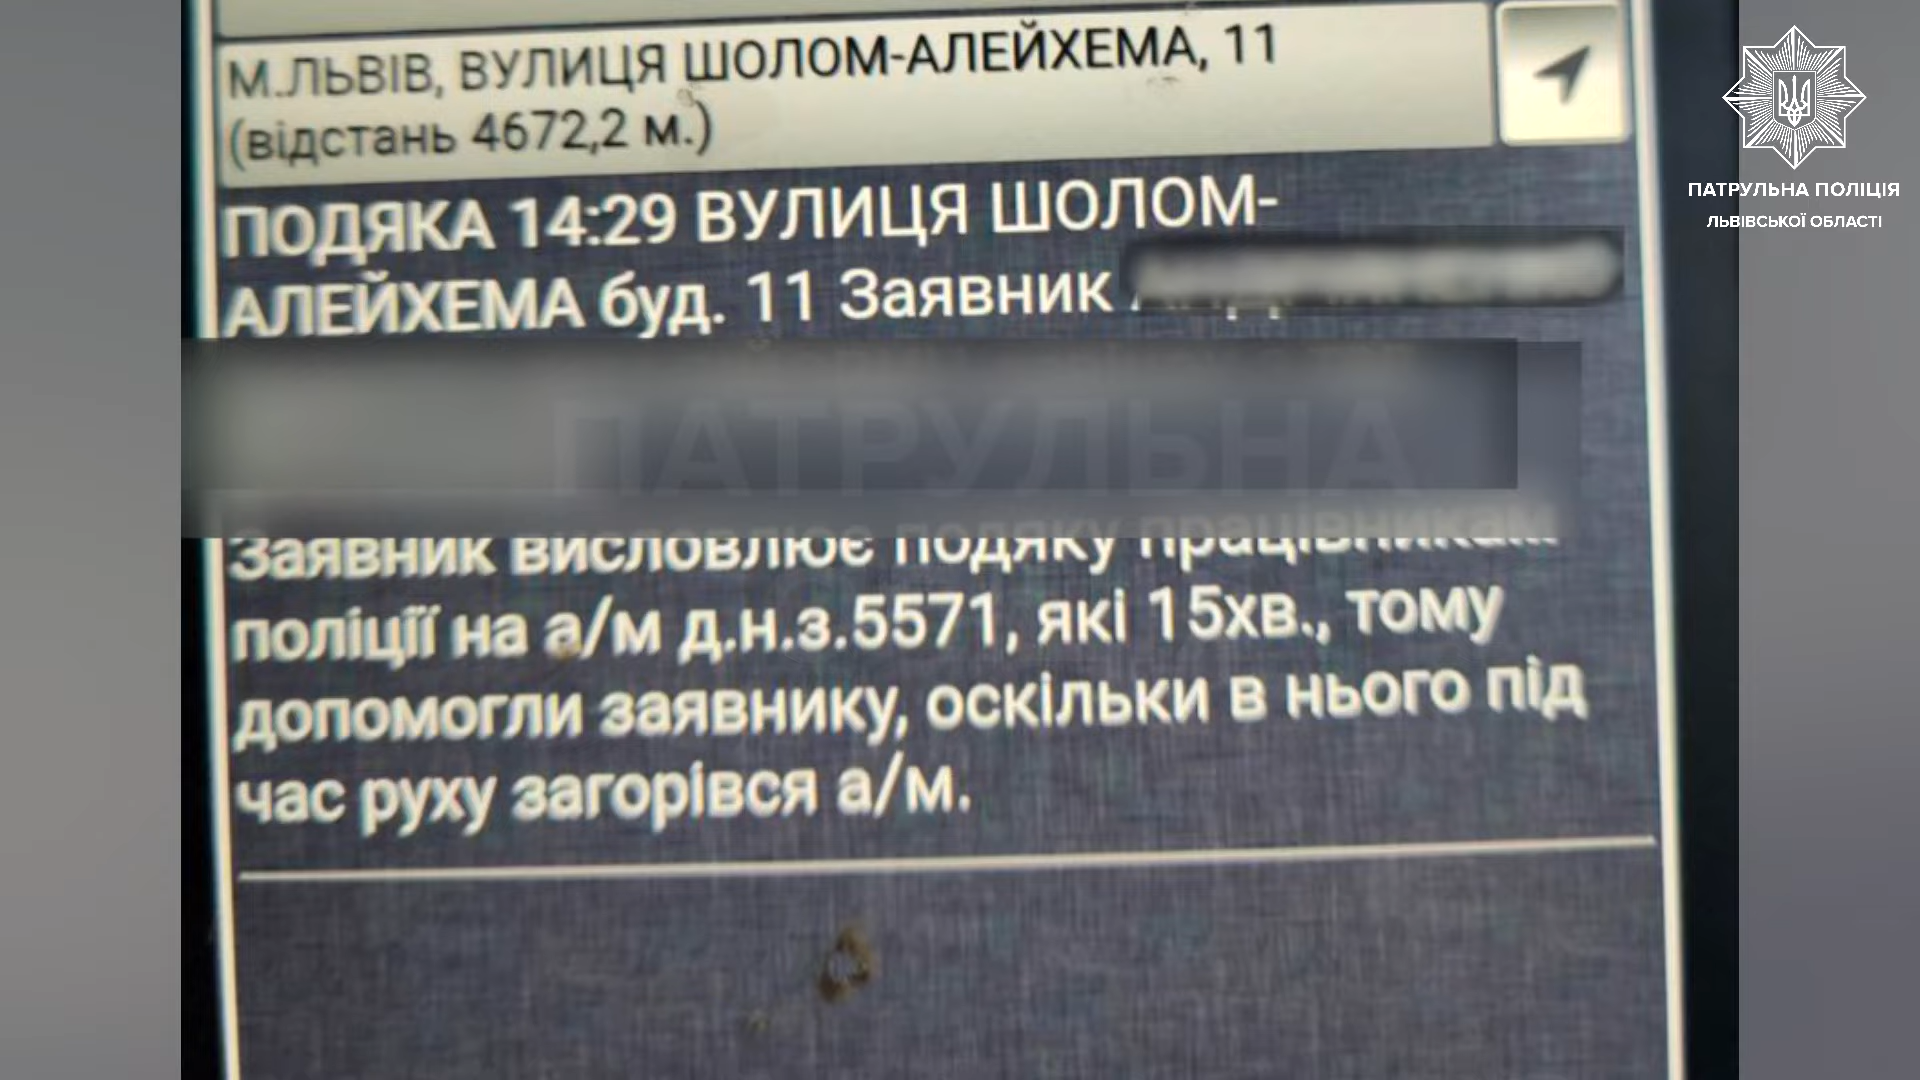 М.ЛЬВІВ, ВУЛИЦЯ ШОЛОМ-АЛЕЙХЕМА, 11
(відстань 4672,2 м.)
ПАТРУЛЬНА ПОЛІЦІЯ
ЛЬВІВСЬКОЇ ОБЛАСТІ
ПОДЯКА 14:29 ВУЛИЦЯ ШОЛОМ-
АЛЕЙХЕМА буд. 11 Заявник
ПАТРУЛЬНА
Заявник висловлює подяку працівникам
поліції на а/м д.н.з.5571, які 15хв., тому
допомогли заявнику, оскільки в нього під
час руху загорівся а/м.